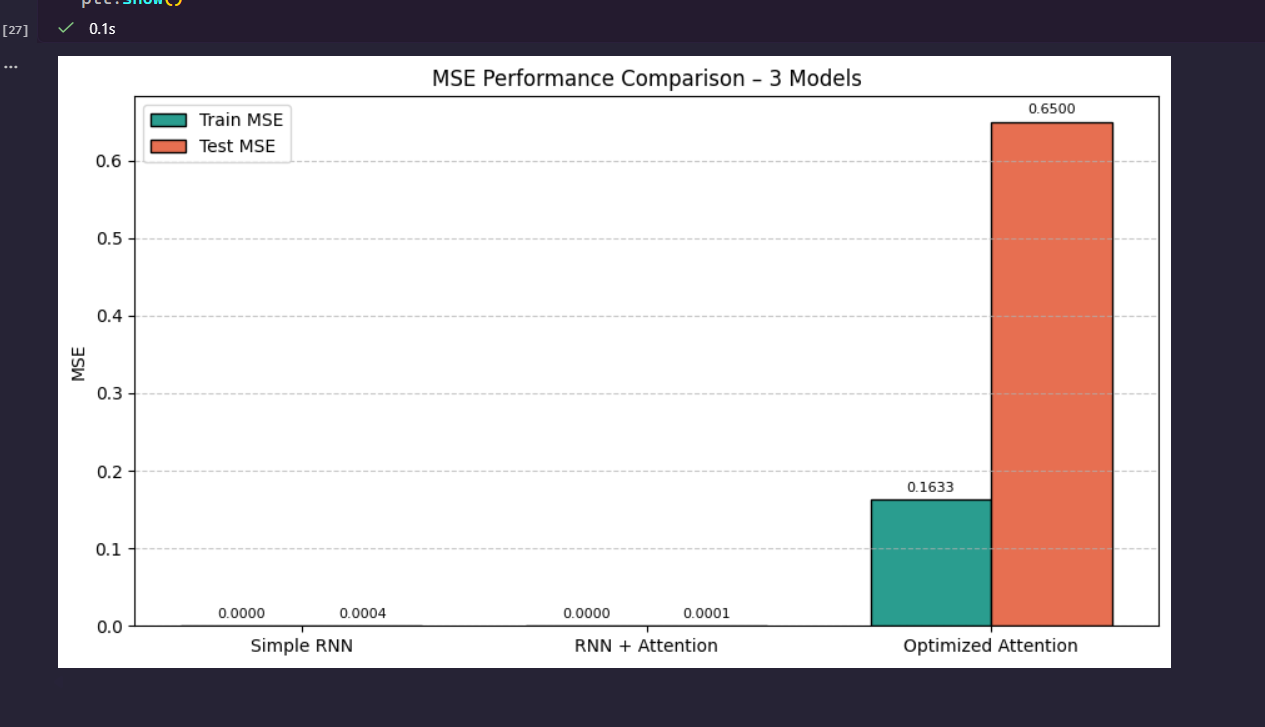 plt.show()
[27]
0.1s
...
MSE Performance Comparison – 3 Models
Train MSE
Test MSE
MSE
0.6
0.5
0.4
0.3
0.2
0.1
0.0
0.0000
0.0004
0.0000
0.0001
0.1633
0.6500
Simple RNN
RNN + Attention
Optimized Attention